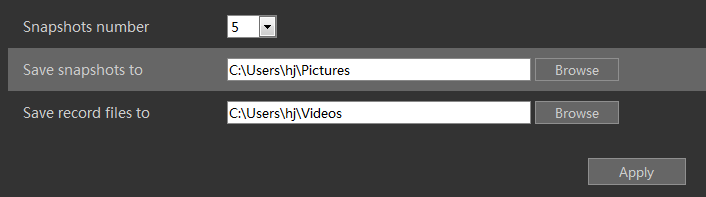 Snapshots number 5
Save snapshots to C:\Users\hj\Pictures Browse
Save record files to C:\Users\hj\Videos Browse
Apply